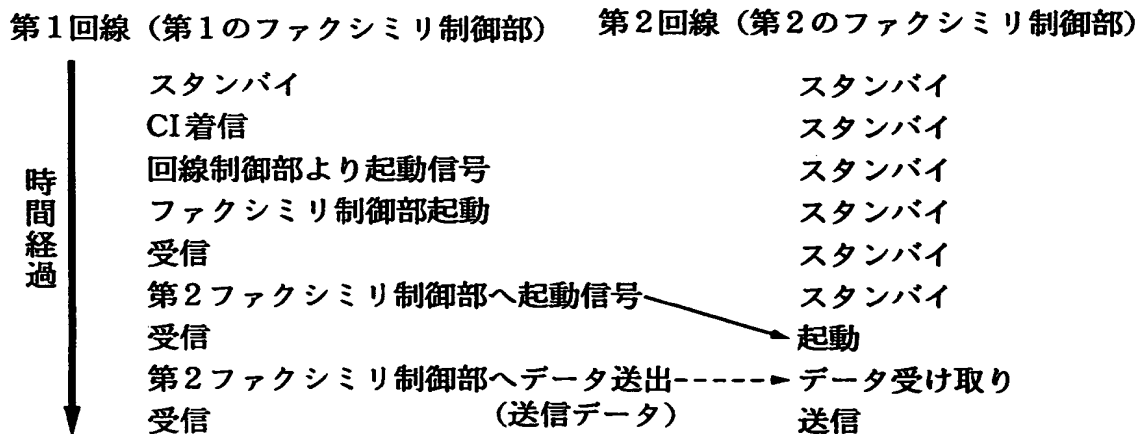 第1回線（第1のファクシミリ制御部） 第2回線（第2のファクシミリ制御部）
時間経過
スタンバイ スタンバイ
CI着信 スタンバイ
回線制御部より起動信号 スタンバイ
ファクシミリ制御部起動 スタンバイ
受信 スタンバイ
第2ファクシミリ制御部へ起動信号 スタンバイ
受信 起動
第2ファクシミリ制御部へデータ送出 データ受け取り
受信 （送信データ） 送信